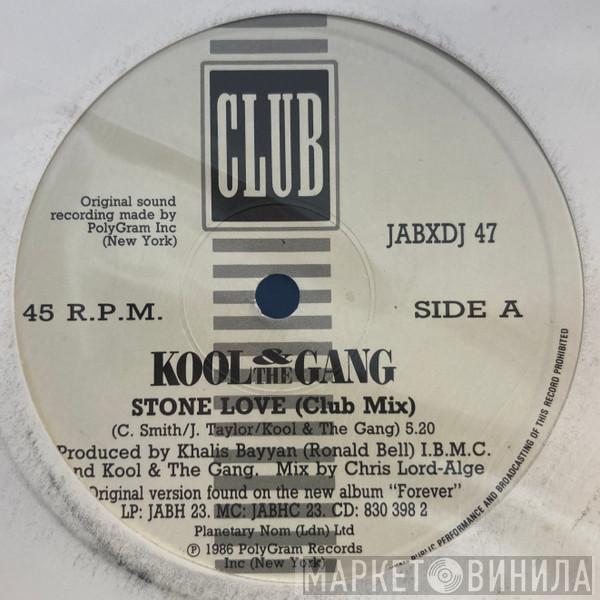 CLUB
Original sound
recording made by
PolyGram Inc
(New York)
JABXDJ 47
45 R.P.M.
SIDE A
KOOL & THE GANG
STONE LOVE (Club Mix)
(C. Smith/J. Taylor/Kool & The Gang) 5.20
Produced by Khalis Bayyan (Ronald Bell) I.B.M.C.
nd Kool & The Gang. Mix by Chris Lord-Alge
Original version found on the new album "Forever"
LP: JABH 23. MC: JABHC 23. CD: 830 398 2
Planetary Nom (Ldn) Ltd
℗ 1986 PolyGram Records
Inc (New York)
PUBLIC PERFORMANCE AND BROADCASTING OF THIS RECORD PROHIBITED
МАРКЕТ ВИНИЛА